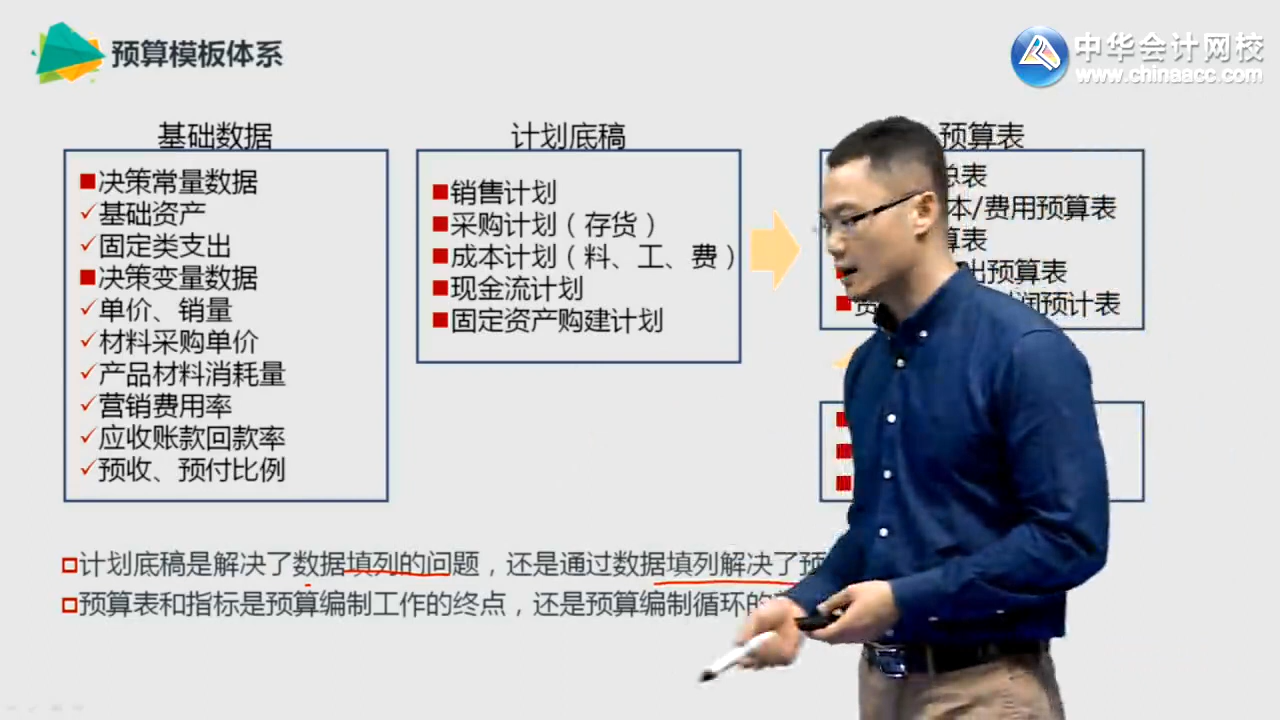 预算模板体系
中华会计网校
www.chinaacc.com
基础数据
决策常量数据
基础资产
固定类支出
决策变量数据
单价、销量
材料采购单价
产品材料消耗量
营销费用率
应收账款回款率
预收、预付比例
计划底稿
销售计划
采购计划（存货）
成本计划（料、工、费）
现金流计划
固定资产购建计划
预算表
总表
本/费用预算表
算表
出预算表
润预计表
计划底稿是解决了数据填列的问题，还是通过数据填列解决了预
预算表和指标是预算编制工作的终点，还是预算编制循环的